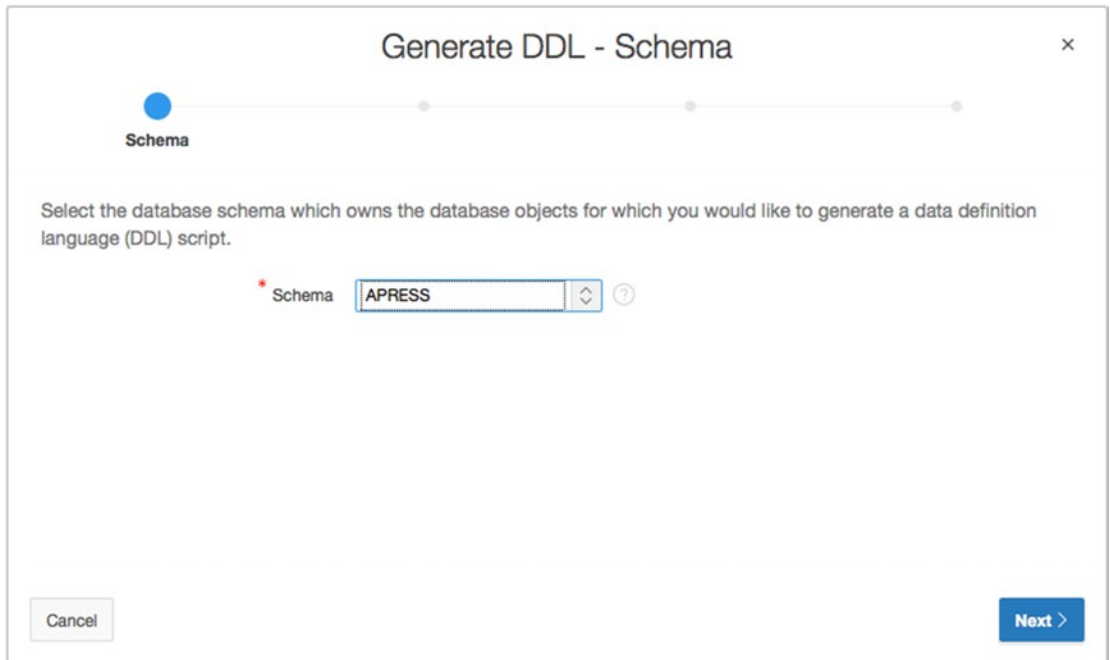 Generate DDL - Schema
×
Schema
Select the database schema which owns the database objects for which you would like to generate a data definition
language (DDL) script.
* Schema APRESS ?
Cancel Next >